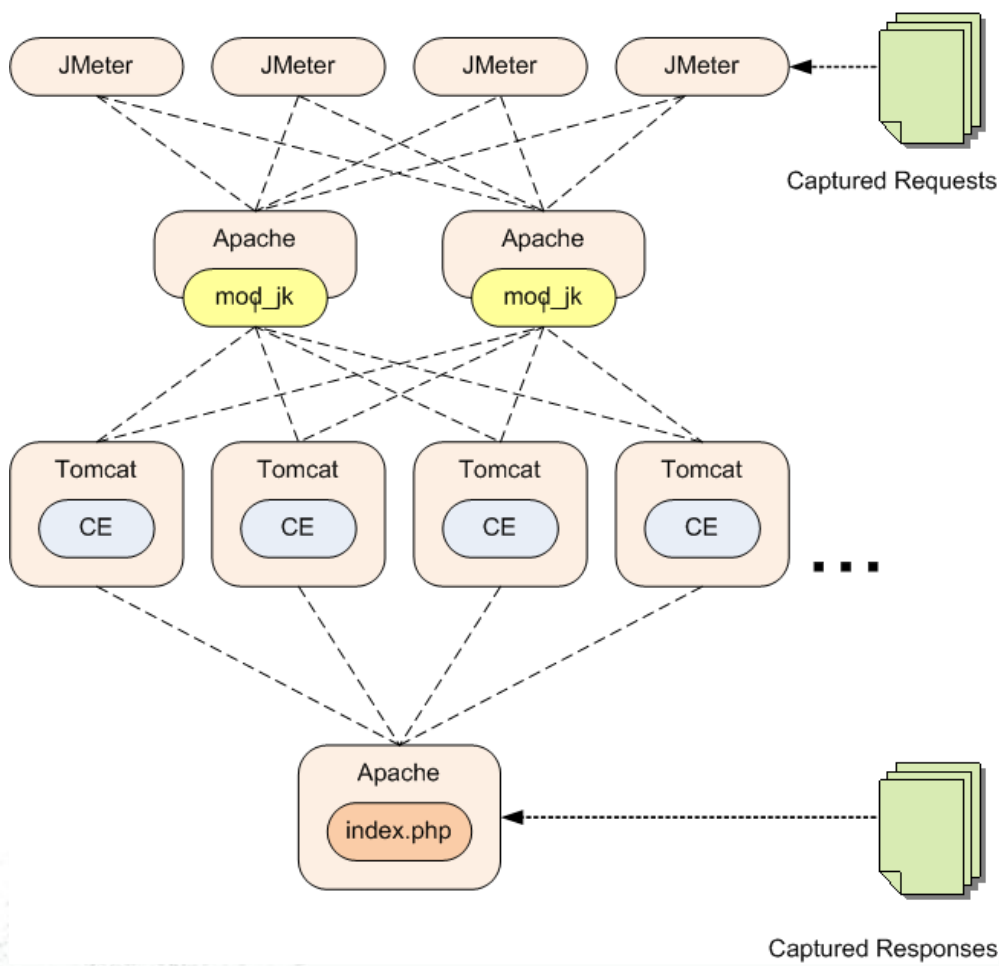 JMeter
JMeter
JMeter
JMeter
Captured Requests
Apache
Apache
mod_jk
mod_jk
Tomcat
Tomcat
Tomcat
Tomcat
CE
CE
CE
CE
...
Apache
index.php
Captured Responses